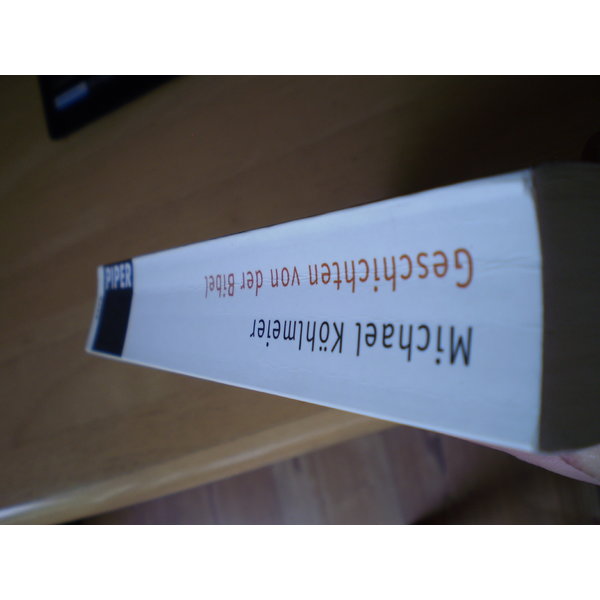 Michael Köhlmeier
Geschichten von der Bibel
PIPER